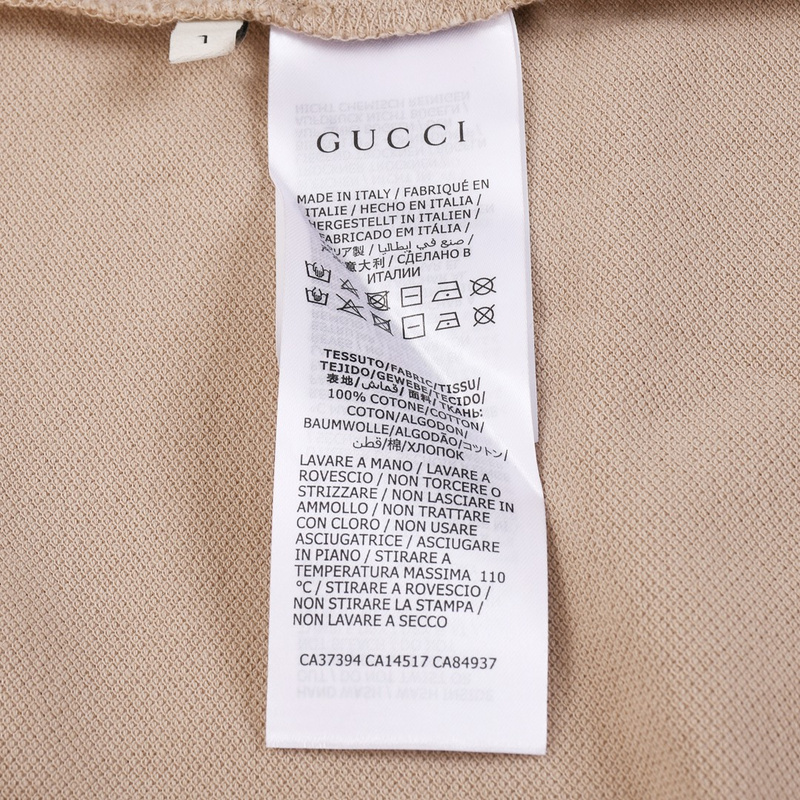 GUCCI
MADE IN ITALY / FABRIQUÉ EN
ITALIE / HECHO EN ITALIA /
HERGESTELLT IN ITALIEN /
FABRICADO EM ITÁLIA /
リア製 / صنع في إيطاليا /
意大利 / СДЕЛАНО В
ИТАЛИИ
TESSUTO/FABRIC/TISSU/
TEJIDO/GEWEBE/TECIDO/
表地/قماش/面料/ТКАНЬ:
100% COTONE/COTTON/
COTON/ALGODON/
BAUMWOLLE/ALGODÃO/コットン/
قطن/棉/ХЛОПОК
LAVARE A MANO / LAVARE A
ROVESCIO / NON TORCERE O
STRIZZARE / NON LASCIARE IN
AMMOLLO / NON TRATTARE
CON CLORO / NON USARE
ASCIUGATRICE / ASCIUGARE
IN PIANO / STIRARE A
TEMPERATURA MASSIMA 110
°C / STIRARE A ROVESCIO /
NON STIRARE LA STAMPA /
NON LAVARE A SECCO
CA37394 CA14517 CA84937